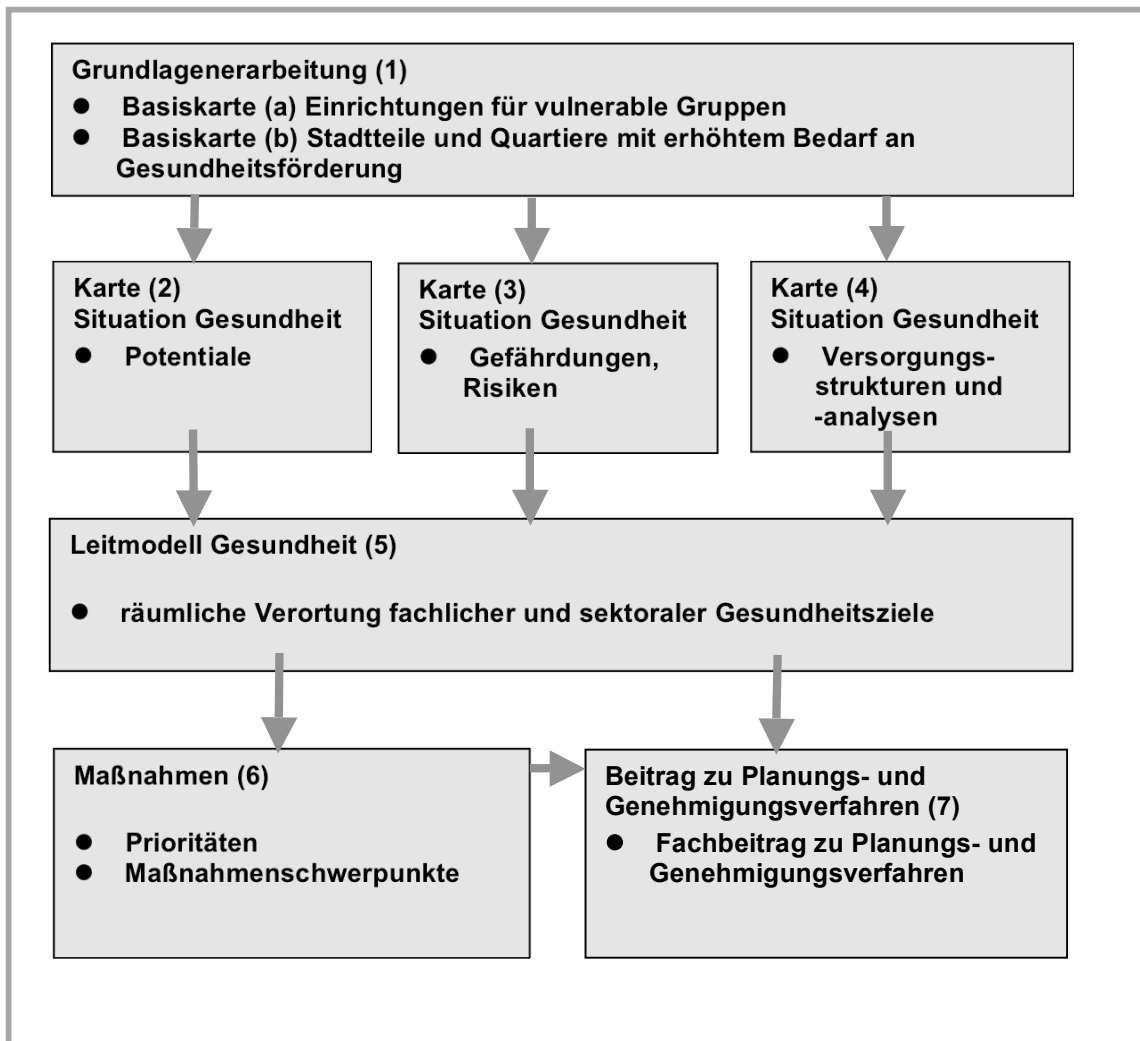 Grundlagenerarbeitung (1)
● Basiskarte (a) Einrichtungen für vulnerable Gruppen
● Basiskarte (b) Stadtteile und Quartiere mit erhöhtem Bedarf an
Gesundheitsförderung
Karte (2)
Situation Gesundheit
● Potentiale
Karte (3)
Situation Gesundheit
● Gefährdungen,
Risiken
Karte (4)
Situation Gesundheit
● Versorgungs-
strukturen und
-analysen
Leitmodell Gesundheit (5)
● räumliche Verortung fachlicher und sektoraler Gesundheitsziele
Maßnahmen (6)
● Prioritäten
● Maßnahmenschwerpunkte
Beitrag zu Planungs- und
Genehmigungsverfahren (7)
● Fachbeitrag zu Planungs- und
Genehmigungsverfahren